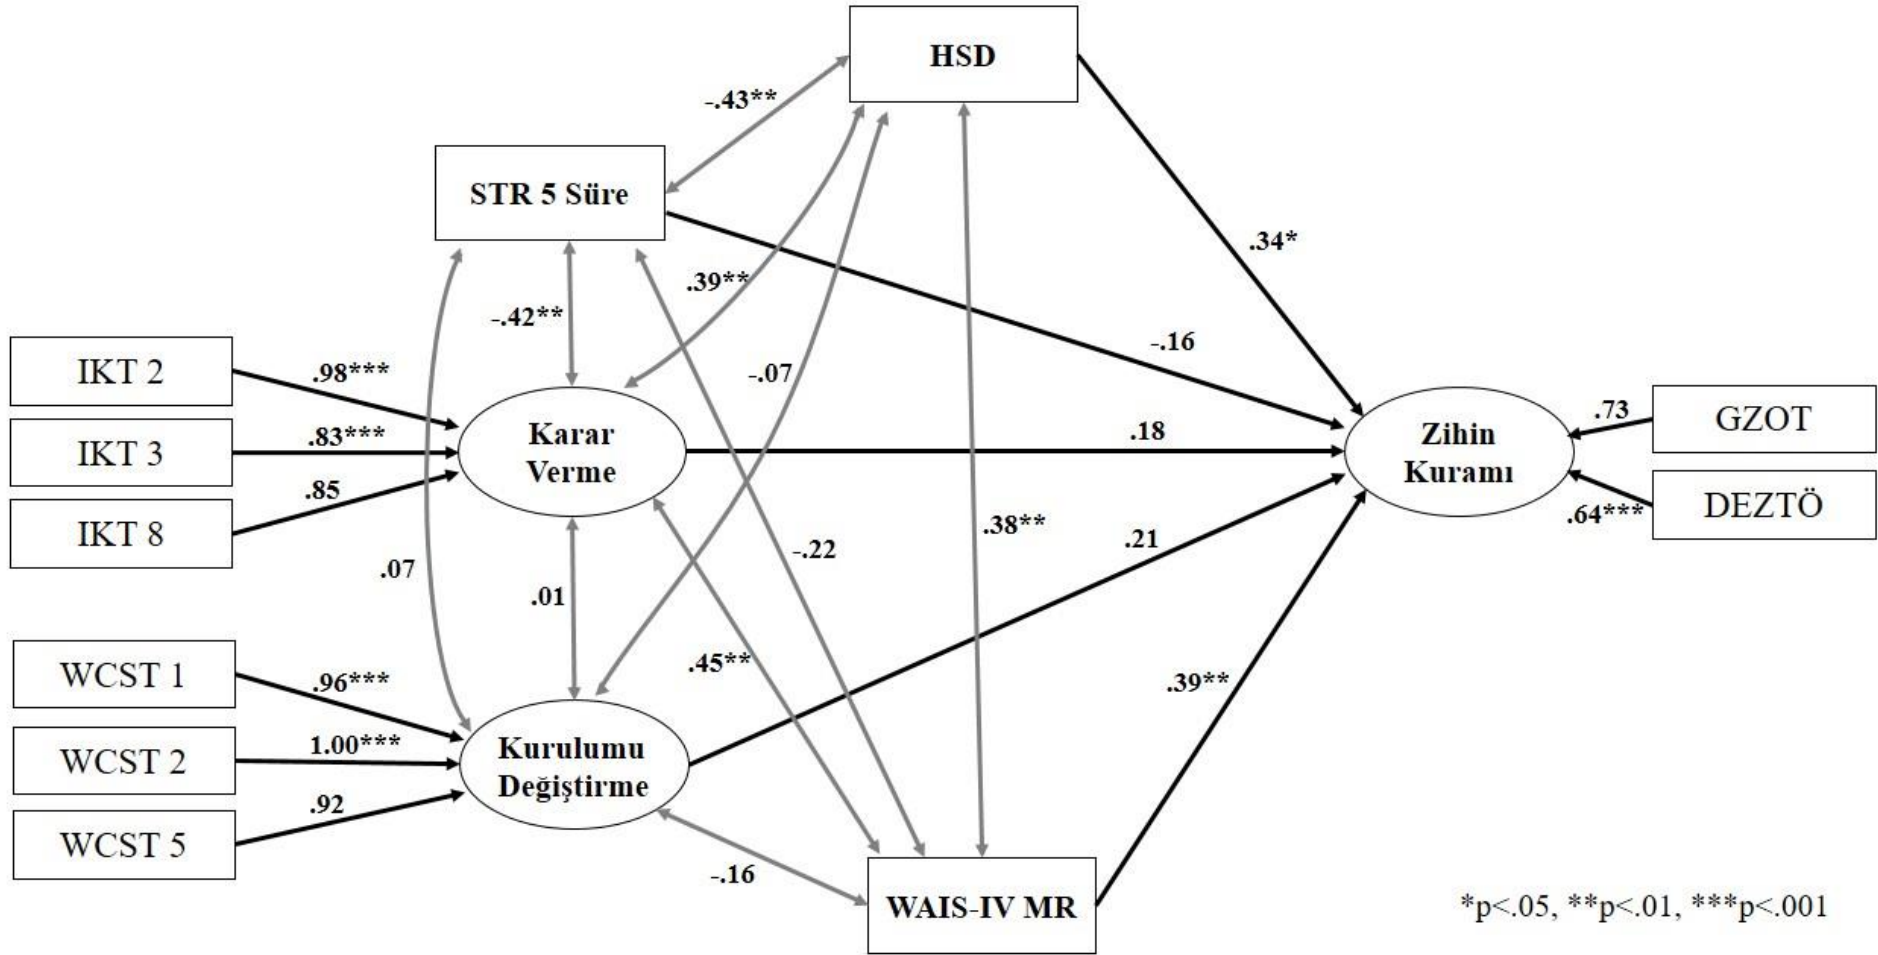 HSD
-.43**
STR 5 Süre
.34*
.39**
-.42**
-.16
IKT 2
.98***
-.07
IKT 3
.83***
Karar
Verme
.18
Zihin
Kuramı
.73
GZOT
IKT 8
.85
.64***
DEZTÖ
.07
.01
-.22
.38**
.21
WCST 1
.96***
.45**
.39**
WCST 2
1.00***
Kurulumu
Değiştirme
WCST 5
.92
-.16
WAIS-IV MR
*p<.05, **p<.01, ***p<.001